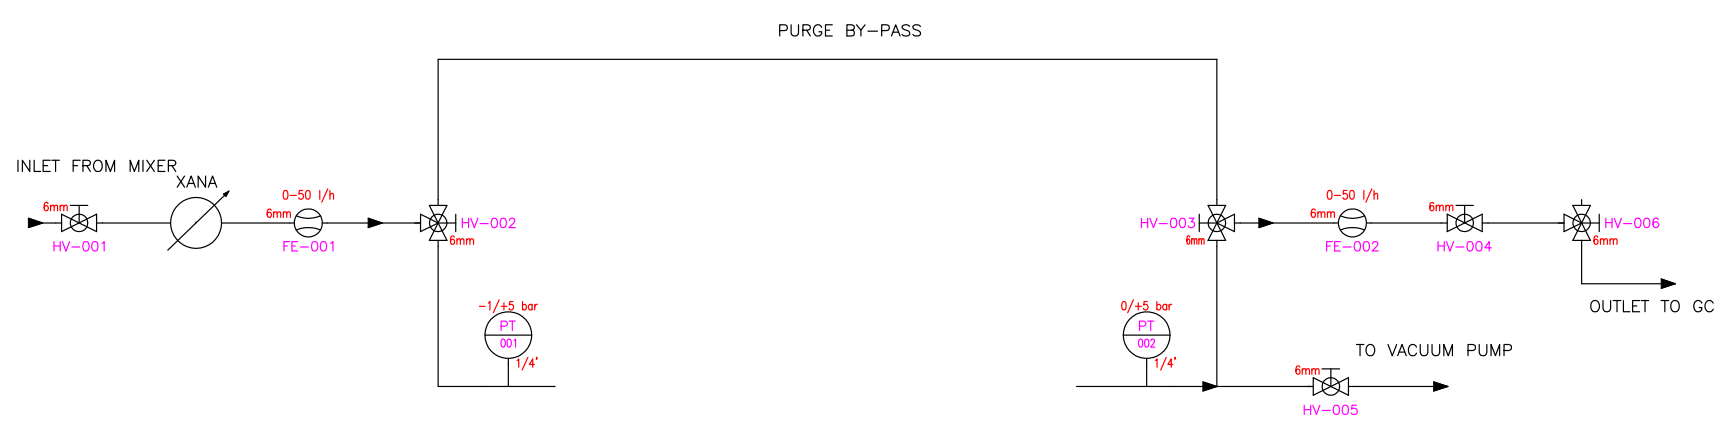 PURGE BY-PASS
INLET FROM MIXER
XANA
6mm
HV-001
0-50 l/h
6mm
FE-001
HV-002
6mm
HV-003
6mm
0-50 l/h
6mm
FE-002
6mm
HV-004
HV-006
6mm
OUTLET TO GC
-1/+5 bar
PT
001
1/4'
0/+5 bar
PT
002
1/4'
TO VACUUM PUMP
6mm
HV-005